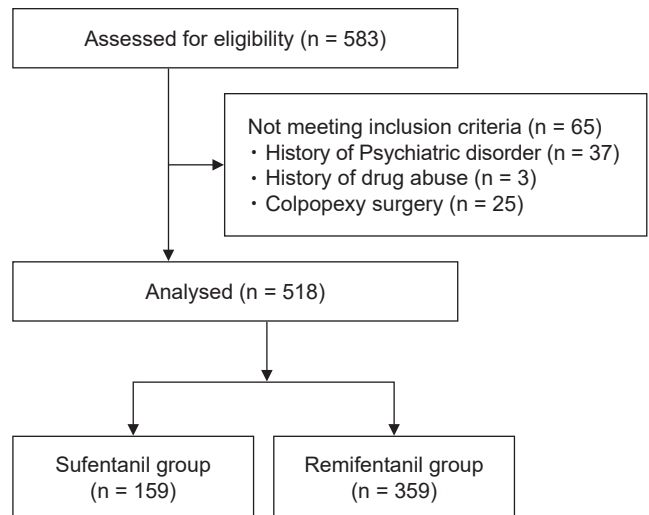 Assessed for eligibility (n = 583)
Not meeting inclusion criteria (n = 65)
・History of Psychiatric disorder (n = 37)
・History of drug abuse (n = 3)
・Colpopexy surgery (n = 25)
Analysed (n = 518)
Sufentanil group
(n = 159)
Remifentanil group
(n = 359)